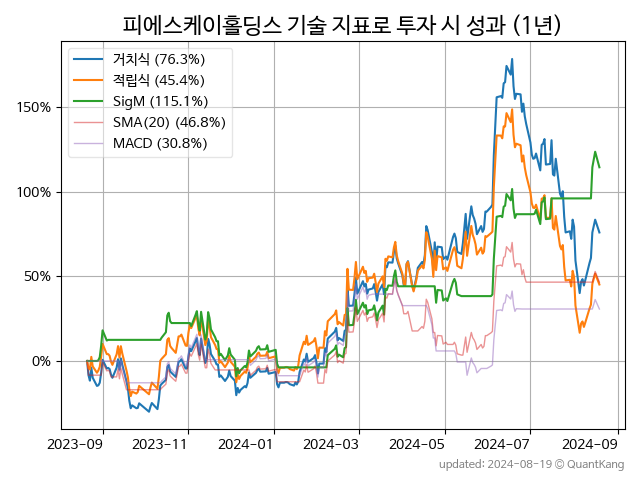 피에스케이홀딩스 기술 지표로 투자 시 성과 (1년)
거치식 (76.3%)
적립식 (45.4%)
SigM (115.1%)
SMA(20) (46.8%)
MACD (30.8%)
150%
100%
50%
0%
2023-09 2023-11 2024-01 2024-03 2024-05 2024-07 2024-09
updated: 2024-08-19 © QuantKang